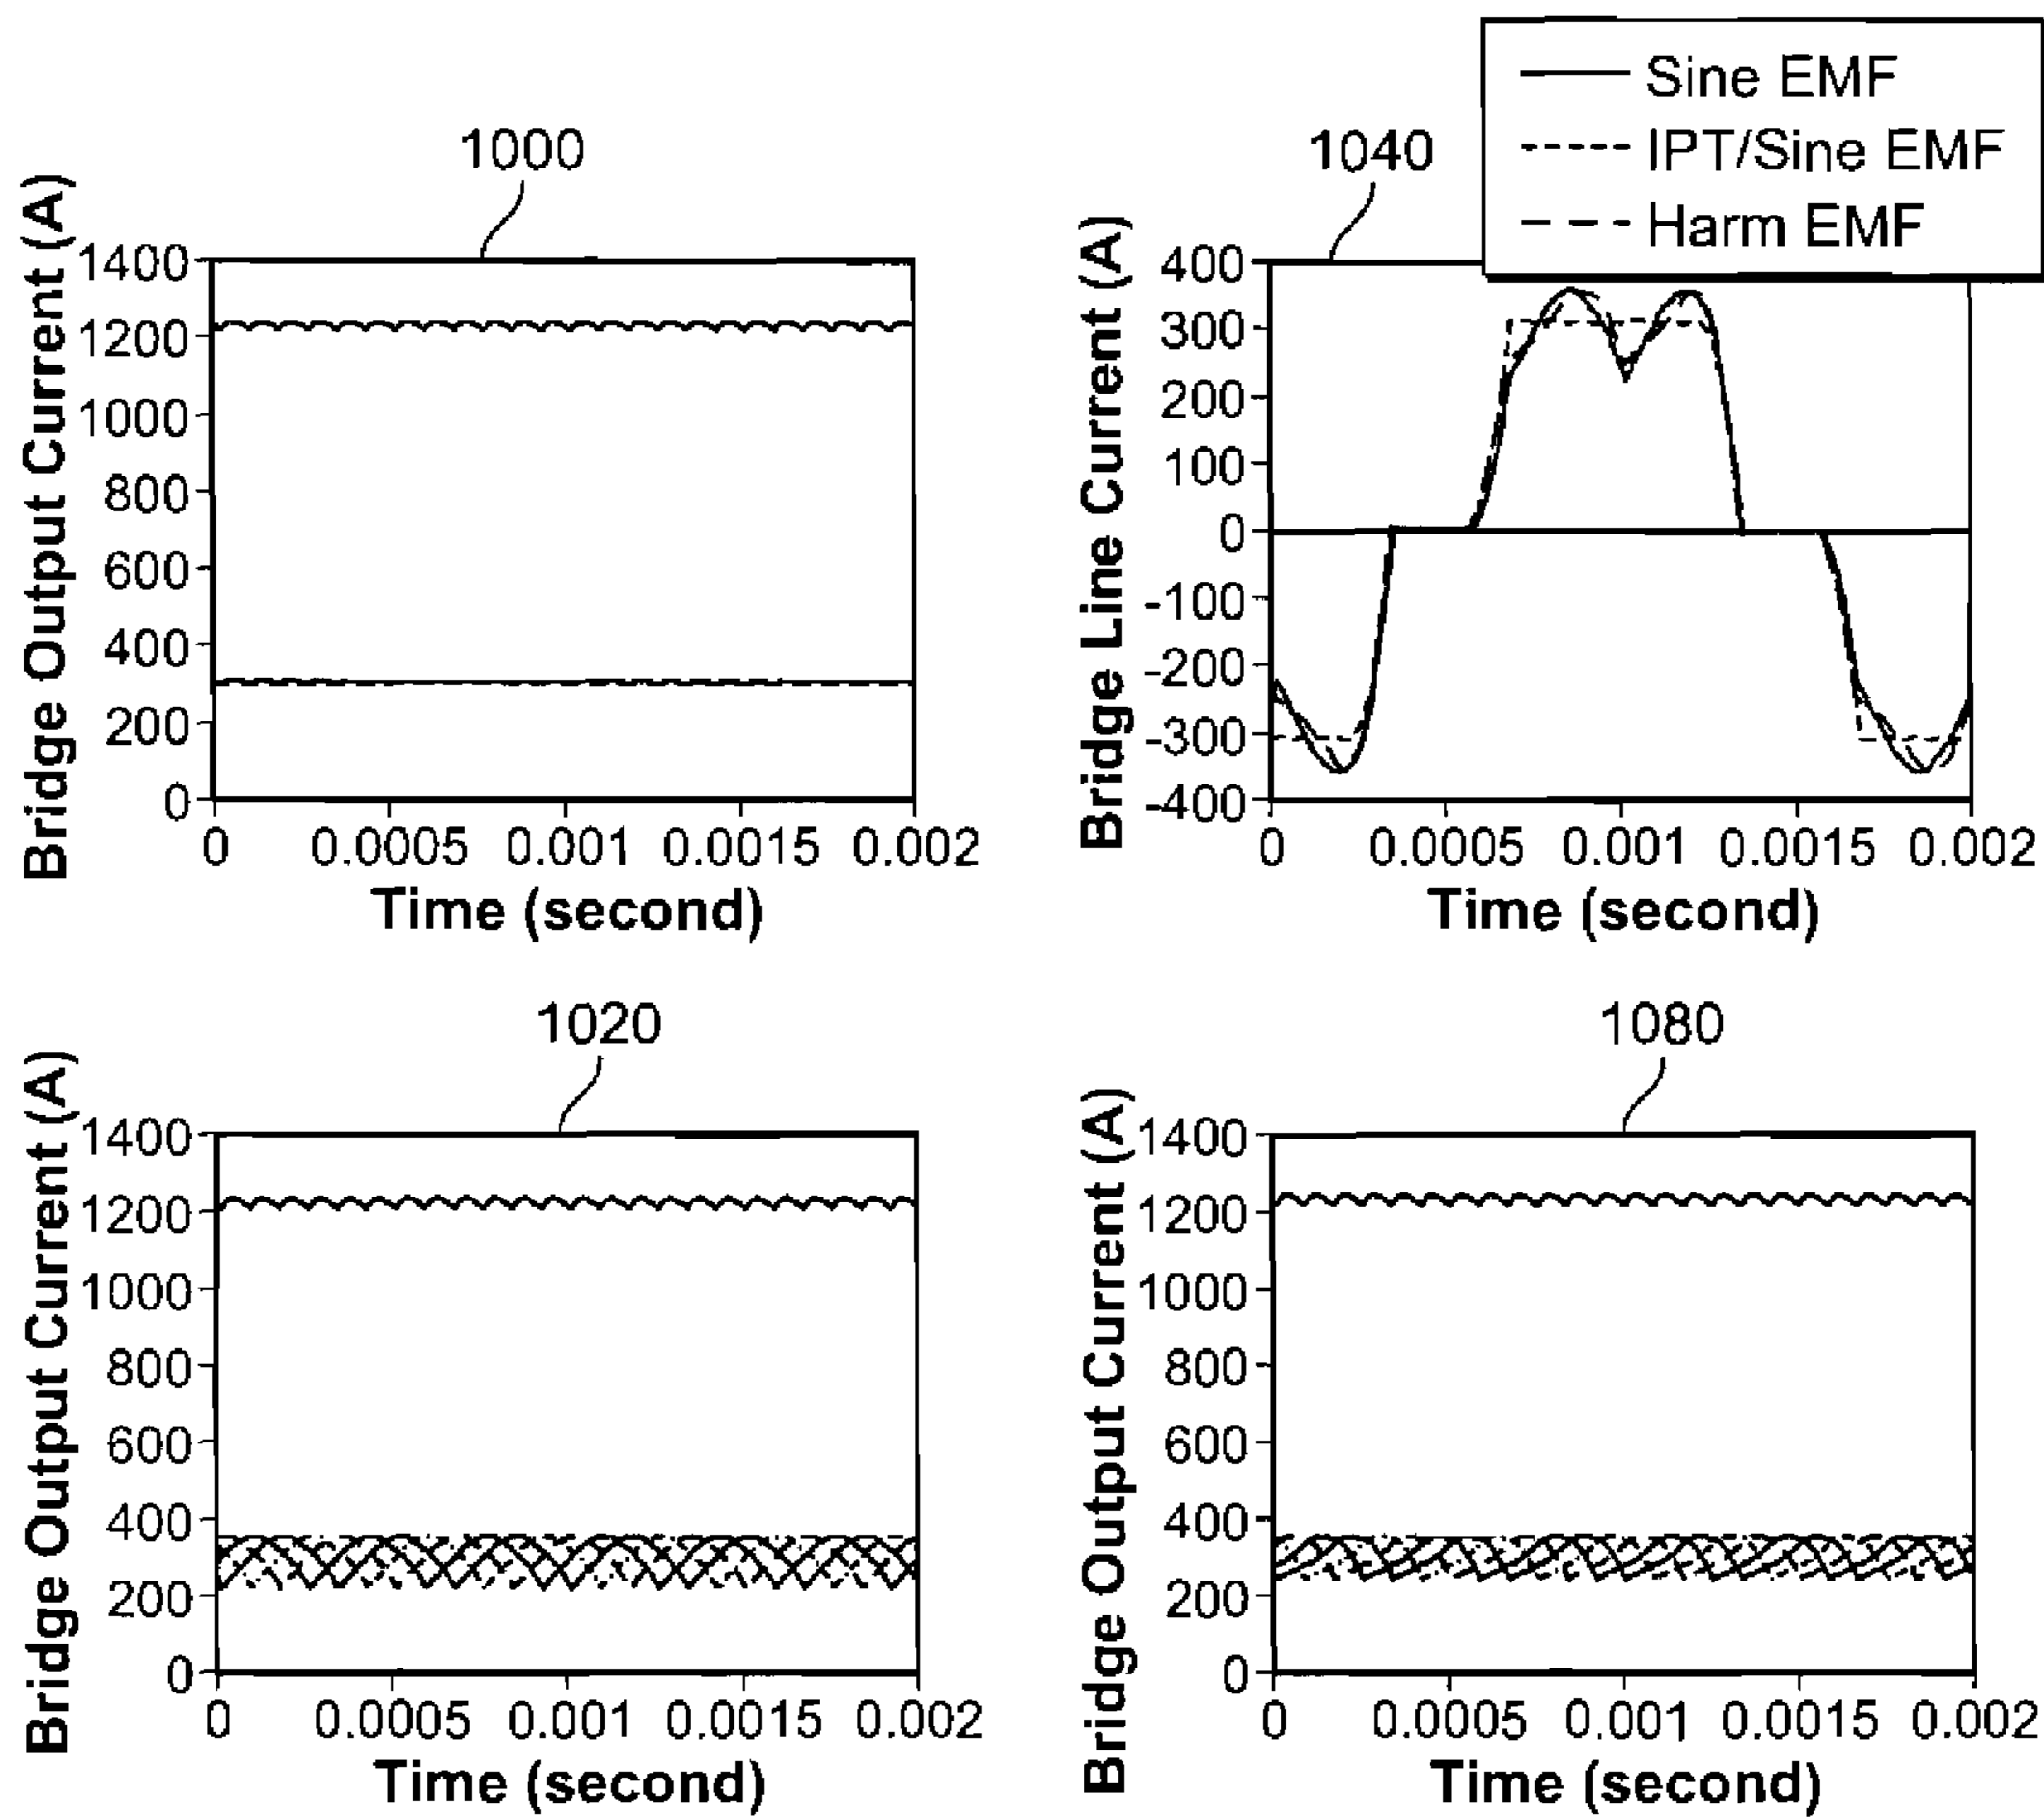 Sine EMF
IPT/Sine EMF
Harm EMF
1000
Bridge Output Current (A)
1400
1200
1000
800
600
400
200
0
0 0.0005 0.001 0.0015 0.002
Time (second)
1040
Bridge Line Current (A)
400
300
200
100
0
-100
-200
-300
-400
0 0.0005 0.001 0.0015 0.002
Time (second)
1020
Bridge Output Current (A)
1400
1200
1000
800
600
400
200
0
0 0.0005 0.001 0.0015 0.002
Time (second)
1080
Bridge Output Current (A)
1400
1200
1000
800
600
400
200
0
0 0.0005 0.001 0.0015 0.002
Time (second)